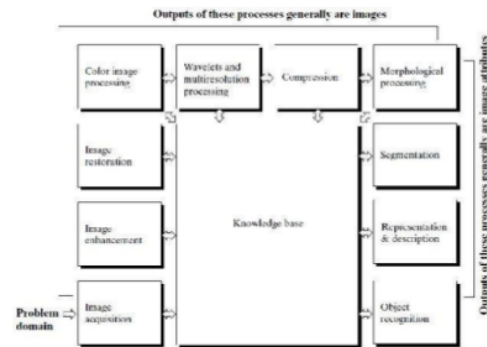 Outputs of these processes generally are images
Color image
processing
Wavelets and
multiresolution
processing
Compression
Morphological
processing
Outputs of these processes generally are image attributes
Image
restoration
Segmentation
Image
enhancement
Knowledge base
Representation
& description
Problem
domain
Image
acquisition
Object
recognition